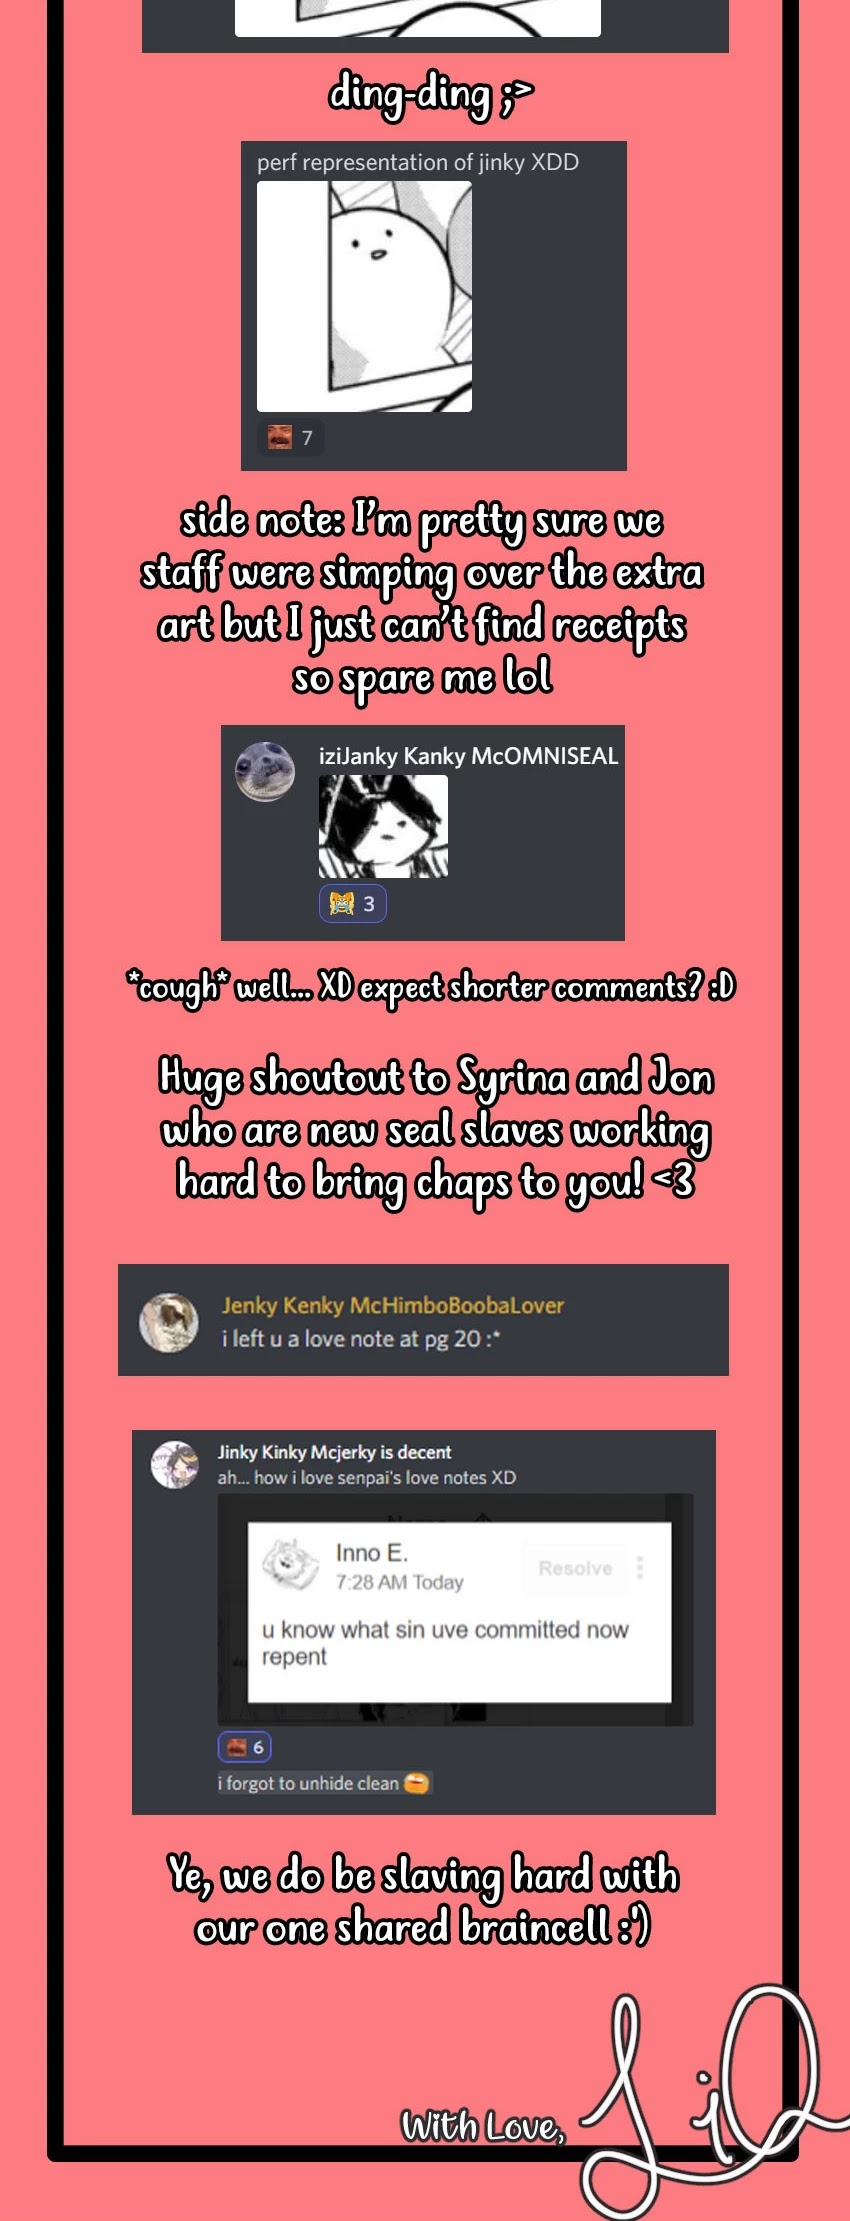 ding-ding ;>
perf representation of jinky XDD
7
side note: I'm pretty sure we
staff were simping over the extra
art but I just can't find receipts
so spare me lol
iziJanky Kanky McOMNISEAL
3
*cough* well... XD expect shorter comments? :D
Huge shoutout to Syrina and Jon
who are new seal slaves working
hard to bring chaps to you! <3
Jenky Kenky McHimboBoobaLover
i left u a love note at pg 20 :*
Jinky Kinky Mcjerky is decent
ah... how i love senpai's love notes XD
Inno E.
Resolve
7:28 AM Today
u know what sin uve committed now
repent
6
i forgot to unhide clean
Ye, we do be slaving hard with
our one shared braincell :')
With Love,
LiQ